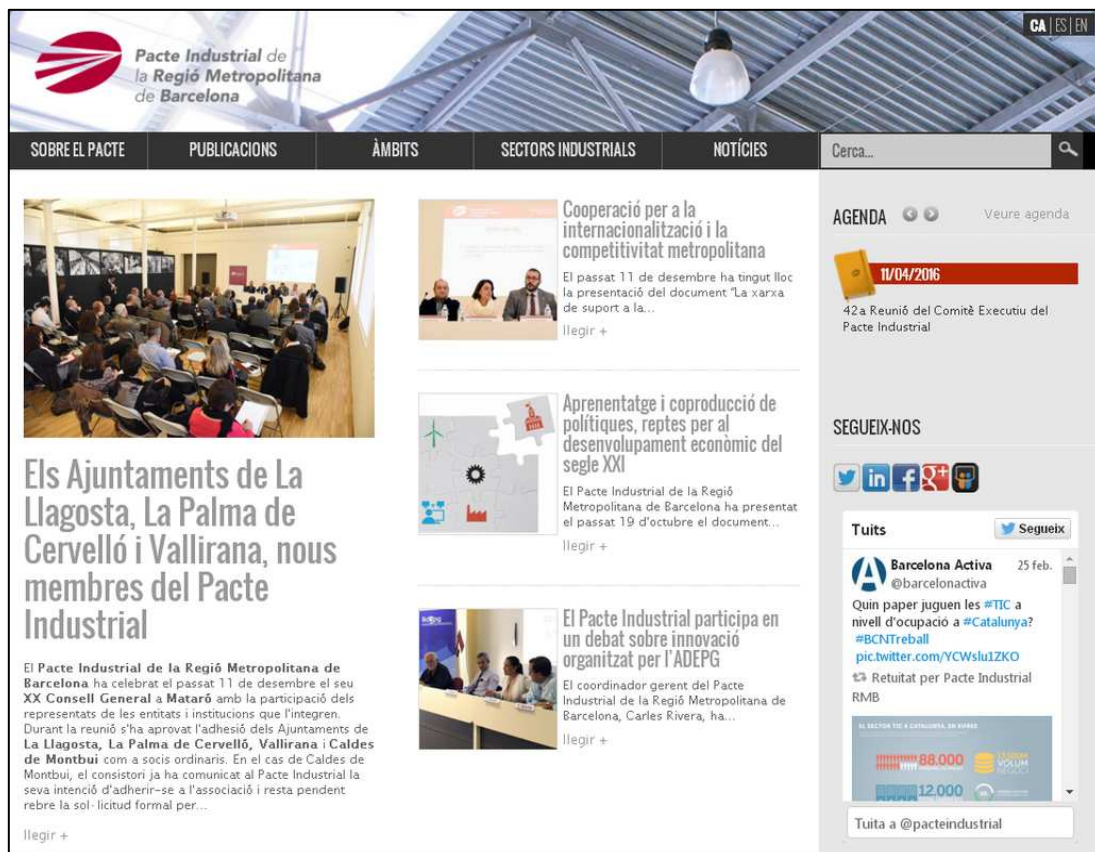 CA | ES | EN
Pacte Industrial de
la Regió Metropolitana
de Barcelona
SOBRE EL PACTE
PUBLICACIONS
ÀMBITS
SECTORS INDUSTRIALS
NOTÍCIES
Cerca...
Els Ajuntaments de La
Llagosta, La Palma de
Cervelló i Vallirana, nous
membres del Pacte
Industrial
El Pacte Industrial de la Regió Metropolitana de
Barcelona ha celebrat el passat 11 de desembre el seu
XX Consell General a Mataró amb la participació dels
representats de les entitats i institucions que l'integren.
Durant la reunió s'ha aprovat l'adhesió dels Ajuntaments de
La Llagosta, La Palma de Cervelló, Vallirana i Caldes
de Montbui com a socis ordinaris. En el cas de Caldes de
Montbui, el consistori ja ha comunicat al Pacte Industrial la
seva intenció d'adherir-se a l'associació i resta pendent
rebre la sol·licitud formal per...
llegir +
Cooperació per a la
internacionalització i la
competitivitat metropolitana
El passat 11 de desembre ha tingut lloc
la presentació del document "La xarxa
de suport a la...
llegir +
Aprenentatge i coproducció de
polítiques, reptes per al
desenvolupament econòmic del
segle XXI
El Pacte Industrial de la Regió
Metropolitana de Barcelona ha presentat
el passat 19 d'octubre el document...
llegir +
El Pacte Industrial participa en
un debat sobre innovació
organitzat per l'ADEPG
El coordinador gerent del Pacte
Industrial de la Regió Metropolitana de
Barcelona, Carles Rivera, ha...
llegir +
AGENDA
Veure agenda
11/04/2016
42a Reunió del Comitè Executiu del
Pacte Industrial
SEGUEIX-NOS
Tuits
Segueix
Barcelona Activa 25 feb.
@barcelonactiva
Quin paper juguen les #TIC a
nivell d'ocupació a #Catalunya?
#BCNTreball
pic.twitter.com/YCWslu1ZKO
Retuitat per Pacte Industrial
RMB
EL SECTOR TIC A CATALUNYA, EN XIFRES
88.000
VOLUM
NEGOCI
12.000
Tuita a @pacteindustrial